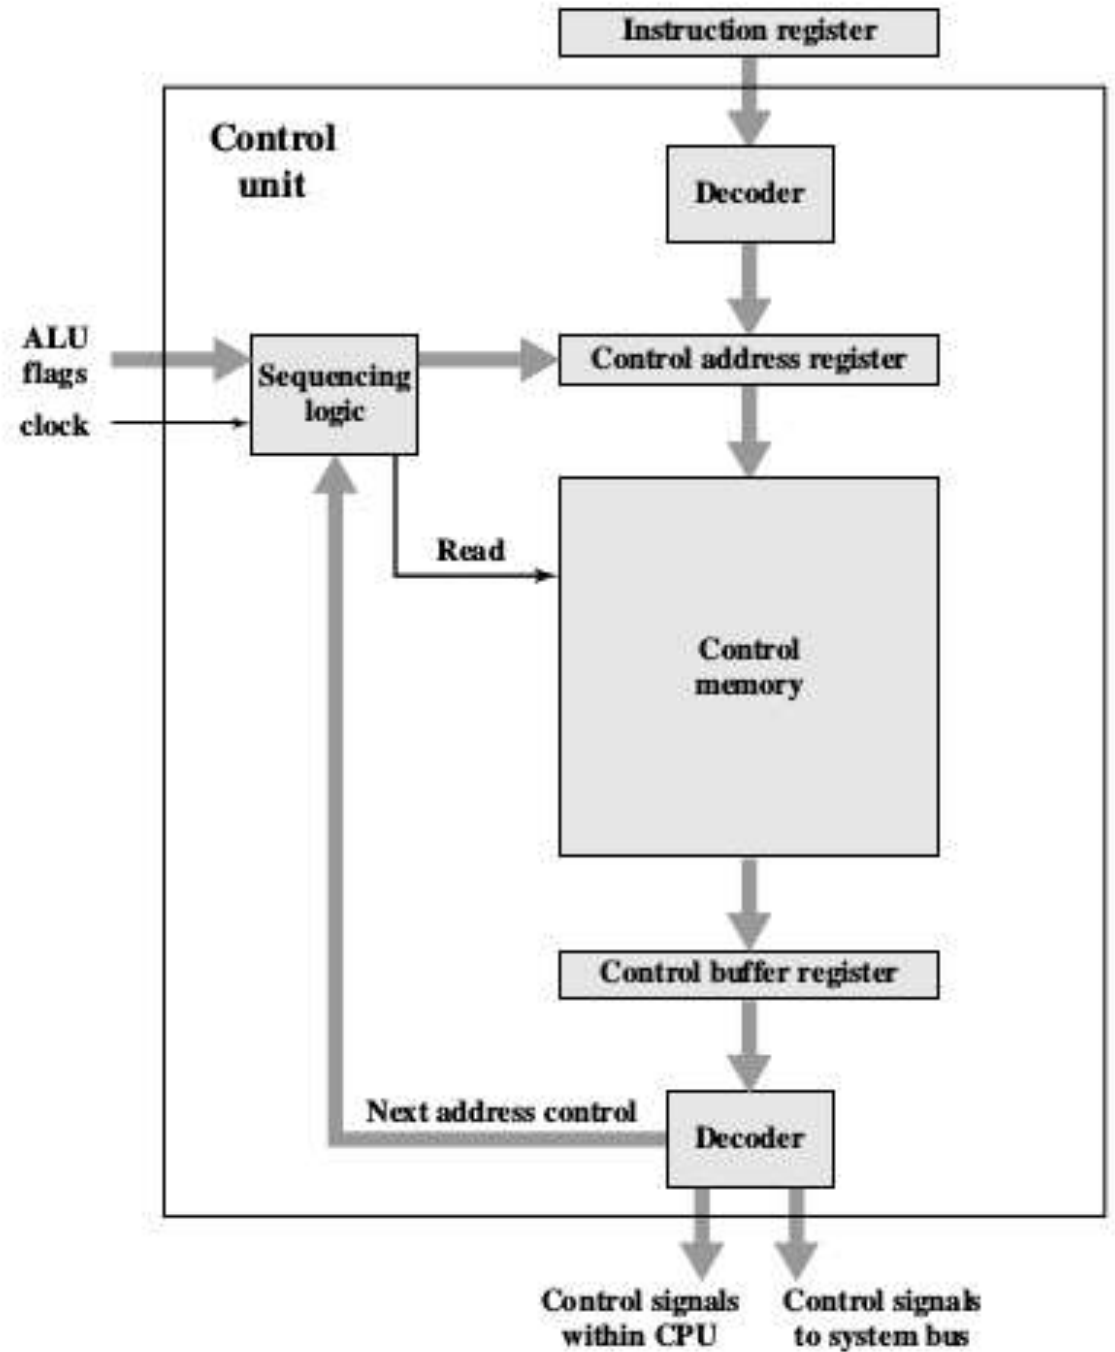 Instruction register
Control
unit
Decoder
ALU
flags
clock
Sequencing
logic
Control address register
Read
Control
memory
Control buffer register
Next address control
Decoder
Control signals
within CPU
Control signals
to system bus